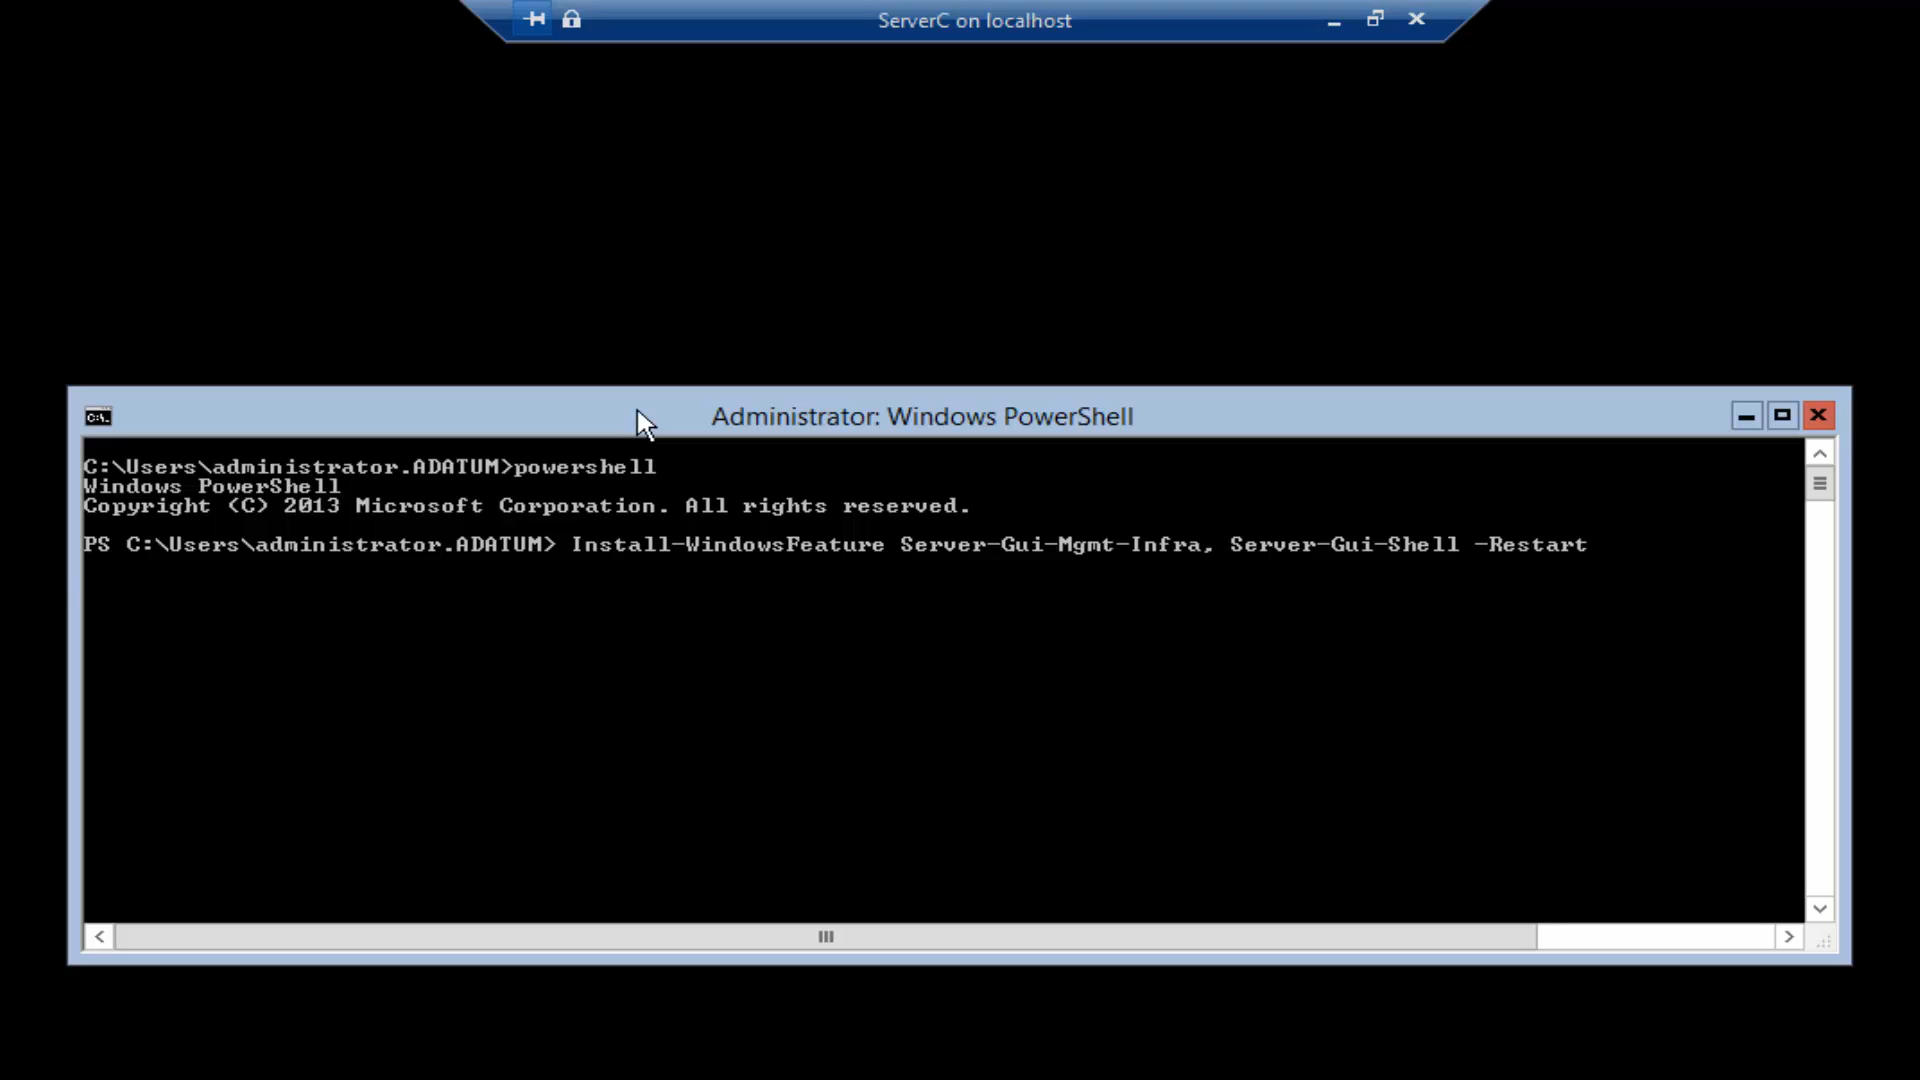 ServerC on localhost
Administrator: Windows PowerShell
C:\Users\administrator.ADATUM>powershell
Windows PowerShell
Copyright (C) 2013 Microsoft Corporation. All rights reserved.
PS C:\Users\administrator.ADATUM> Install-WindowsFeature Server-Gui-Mgmt-Infra, Server-Gui-Shell -Restart